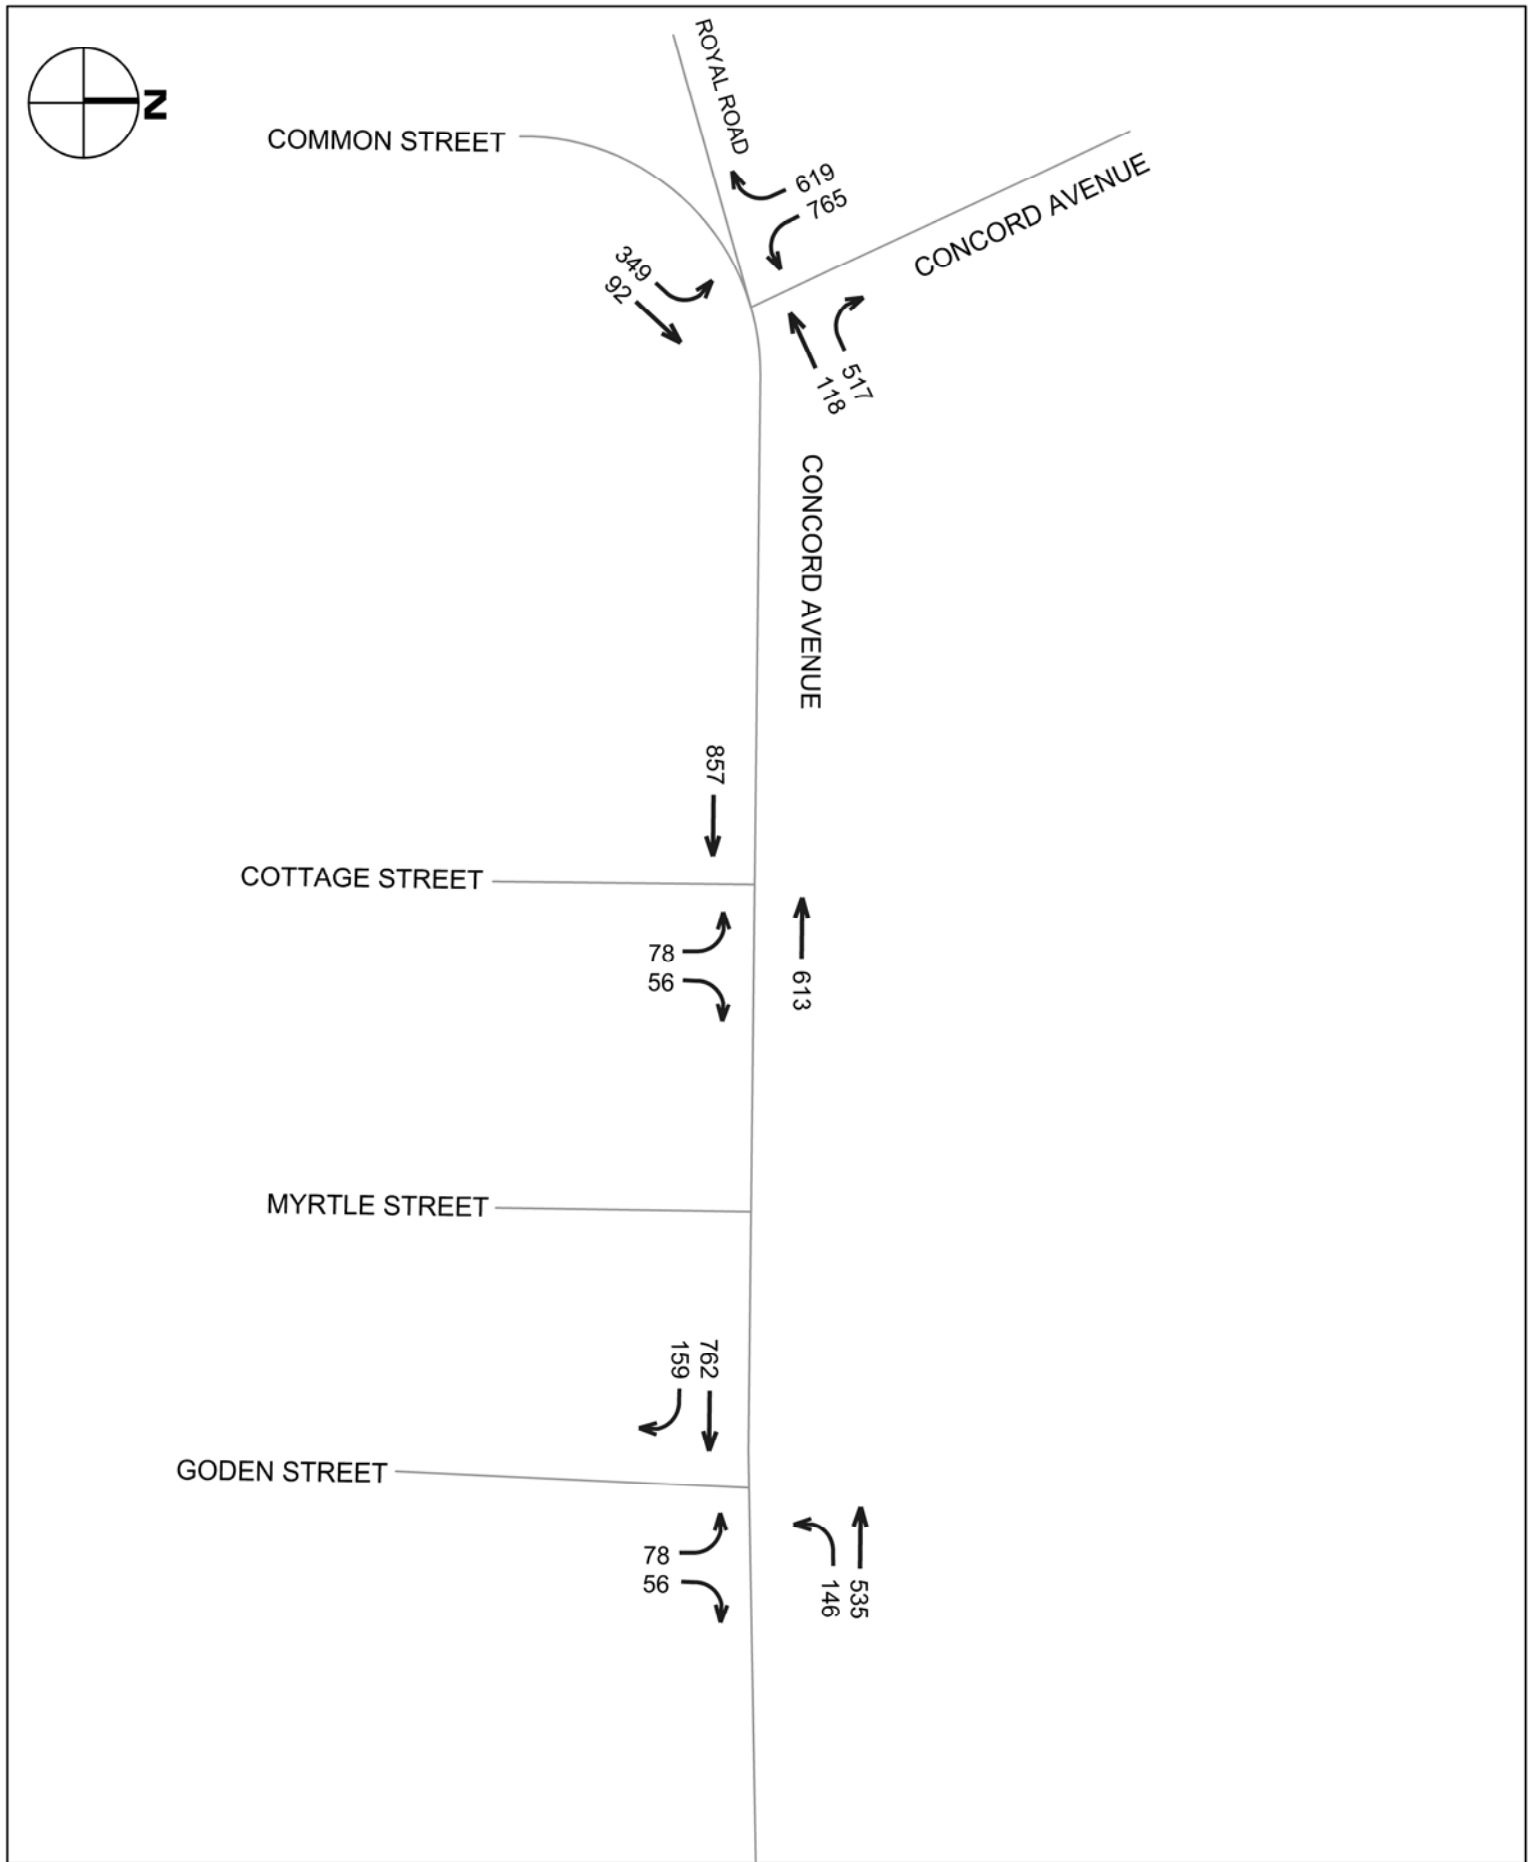 N
ROYAL ROAD
COMMON STREET
619
765
CONCORD AVENUE
349
92
517
118
CONCORD AVENUE
857
COTTAGE STREET
78
56
613
MYRTLE STREET
159
762
GODEN STREET
78
56
146
535